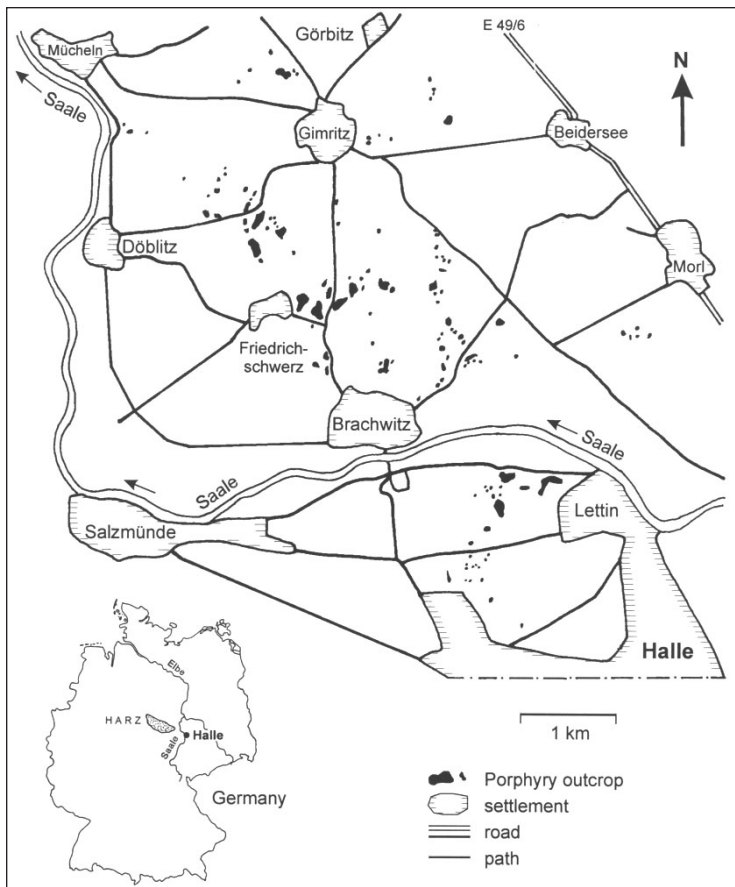 Görbitz
E 49/6
Mücheln
Saale
N
Gimritz
Beidersee
Döblitz
Morl
Friedrich-
schwerz
Brachwitz
Saale
Saale
Salzmünde
Lettin
Halle
Elbe
HARZ
Halle
Saale
Germany
1 km
Porphyry outcrop
settlement
road
path